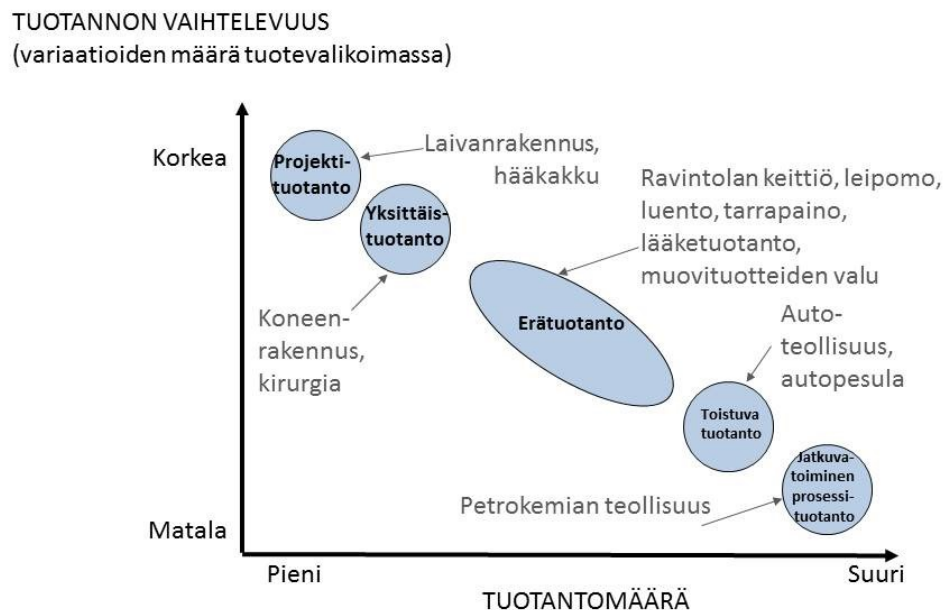 TUOTANNON VAIHTELEVUUS
(variaatioiden määrä tuotevalikoimassa)
Korkea
Projekti-
tuotanto
Laivanrakennus,
hääkakku
Yksittäis-
tuotanto
Ravintolan keittiö, leipomo,
luento, tarrapaino,
lääketuotanto,
muovituotteiden valu
Koneen-
rakennus,
kirurgia
Erätuotanto
Auto-
teollisuus,
autopesula
Toistuva
tuotanto
Jatkuva-
toiminen
prosessi-
tuotanto
Petrokemian teollisuus
Matala
Pieni
Suuri
TUOTANTOMÄÄRÄ